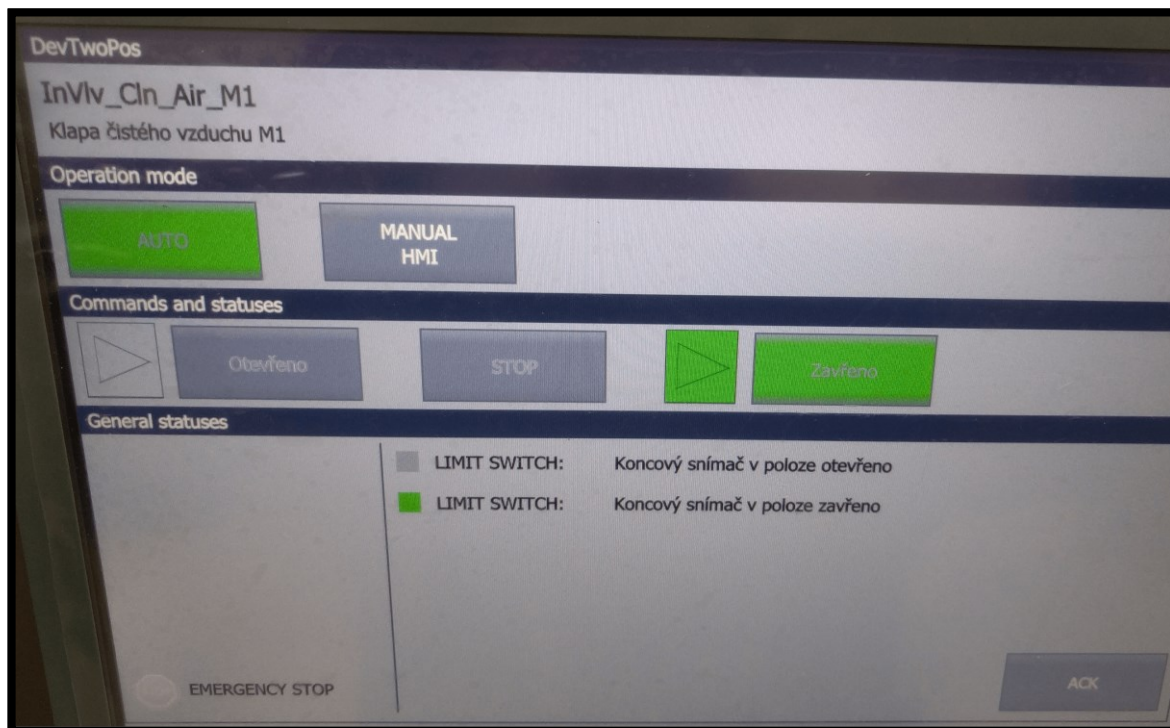 DevTwoPos
InVlv_Cln_Air_M1
Klapa čistého vzduchu M1
Operation mode
AUTO
MANUAL
HMI
Commands and statuses
Otevřeno
STOP
Zavřeno
General statuses
LIMIT SWITCH: Koncový snímač v poloze otevřeno
LIMIT SWITCH: Koncový snímač v poloze zavřeno
EMERGENCY STOP
ACK